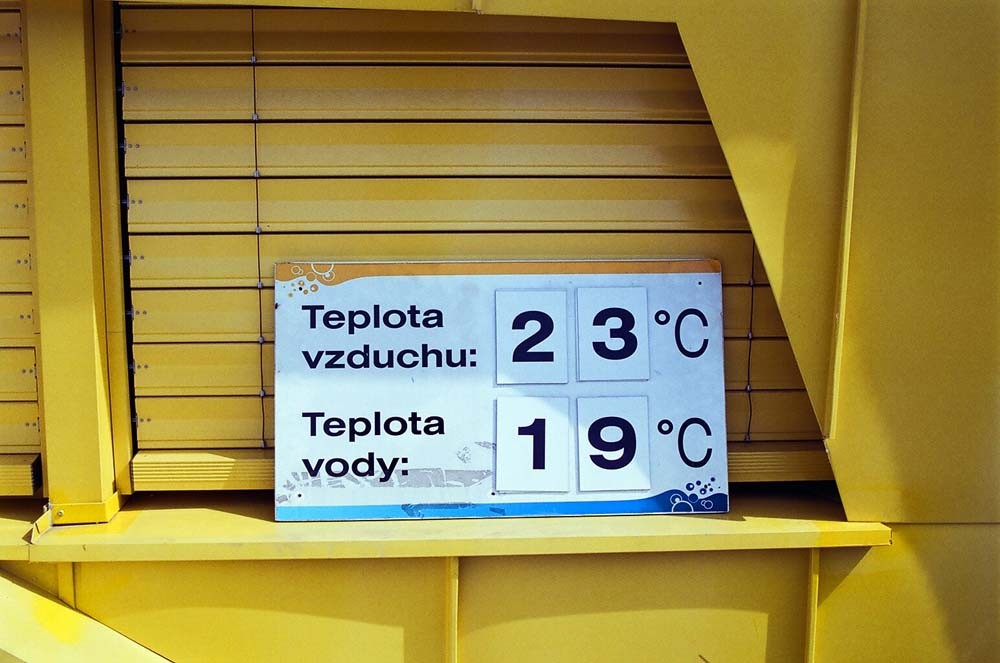 Teplota
vzduchu: 23 °C
Teplota
vody: 19 °C